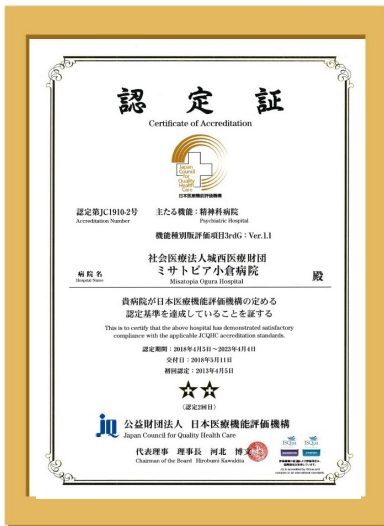 認定証
Certificate of Accreditation
Japan
Council
for
Quality
Health
Care
日本医療機能評価機構
認定第JC1910-2号
Accreditation Number
主たる機能：精神科病院
Psychiatric Hospital
機能種別版評価項目3rdG：Ver.1.1
社会医療法人城西医療財団
病院名 ミサトピア小倉病院 殿
Hospital Name Misatopia Ogura Hospital
貴病院が日本医療機能評価機構の定める
認定基準を達成していることを証する
This is to certify that the above hospital has demonstrated satisfactory
compliance with the applicable JCQHC accreditation standards.
認定期間：2018年4月5日～2023年4月4日
交付日：2018年5月11日
初回認定：2013年4月5日
（認定2回目）
jq 公益財団法人 日本医療機能評価機構
Japan Council for Quality Health Care
代表理事 理事長 河北 博文
Chairman of the Board Hirobumi Kawakita
ISQua ISQua